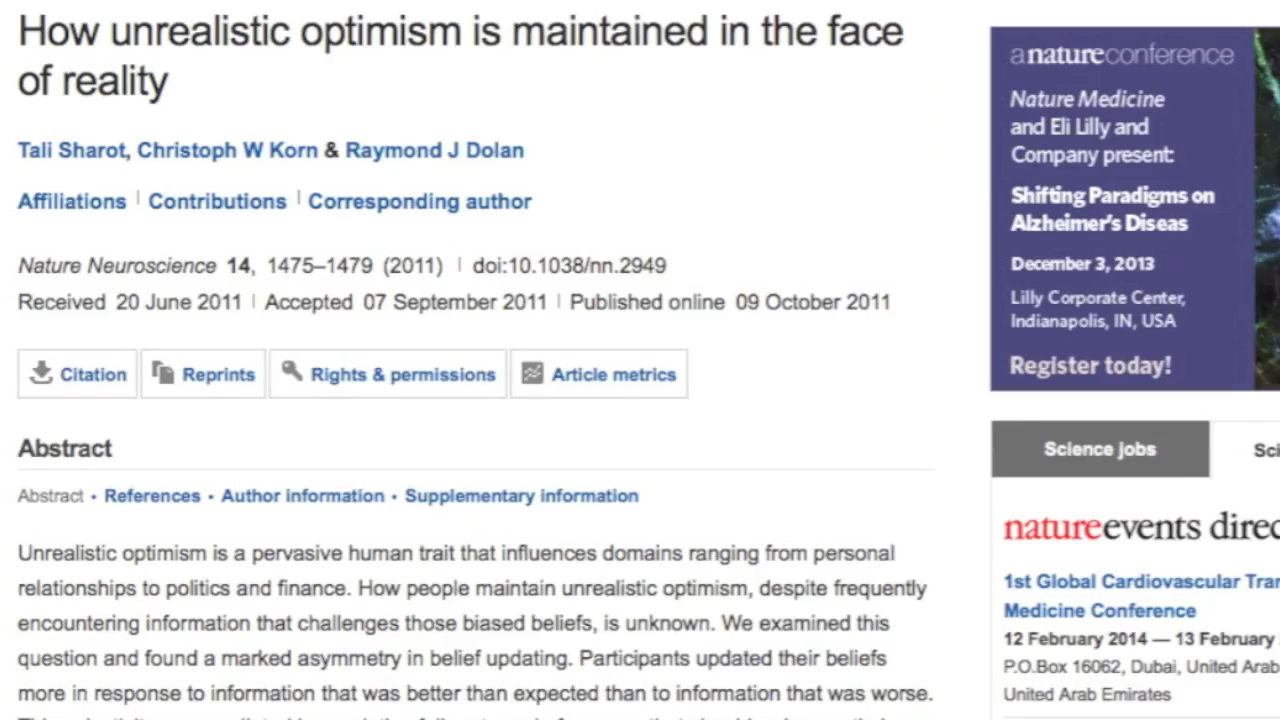 How unrealistic optimism is maintained in the face
of reality
Tali Sharot, Christoph W Korn & Raymond J Dolan
Affiliations | Contributions | Corresponding author
Nature Neuroscience 14, 1475–1479 (2011) | doi:10.1038/nn.2949
Received 20 June 2011 | Accepted 07 September 2011 | Published online 09 October 2011
Citation Reprints Rights & permissions Article metrics
Abstract
Abstract • References • Author information • Supplementary information
Unrealistic optimism is a pervasive human trait that influences domains ranging from personal
relationships to politics and finance. How people maintain unrealistic optimism, despite frequently
encountering information that challenges those biased beliefs, is unknown. We examined this
question and found a marked asymmetry in belief updating. Participants updated their beliefs
more in response to information that was better than expected than to information that was worse.
anatureconference
Nature Medicine
and Eli Lilly and
Company present:
Shifting Paradigms on
Alzheimer's Diseas
December 3, 2013
Lilly Corporate Center,
Indianapolis, IN, USA
Register today!
Science jobs Sci
natureevents direc
1st Global Cardiovascular Tran
Medicine Conference
12 February 2014 — 13 February
P.O.Box 16062, Dubai, United Arab
United Arab Emirates